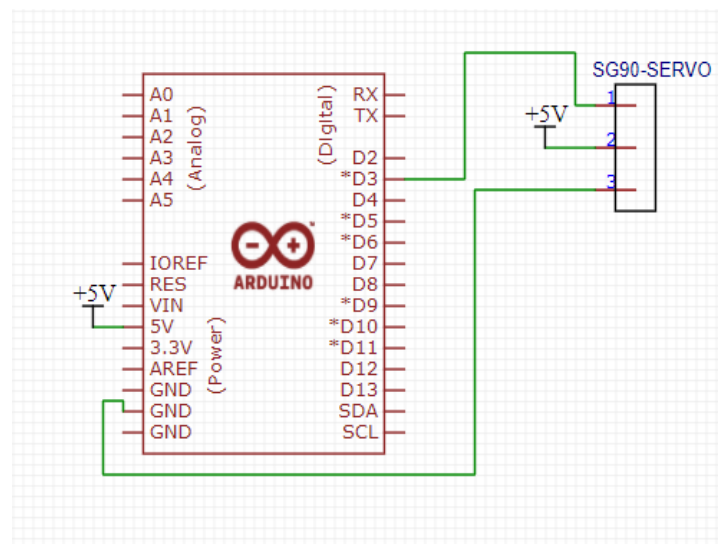 SG90-SERVO
1
+5V
2
3
A0
A1
A2
A3
A4
A5
(Analog)
IOREF
RES
VIN
+5V
5V
3.3V
AREF
GND
GND
GND
(Power)
ARDUINO
(Digital)
RX
TX
D2
*D3
D4
*D5
*D6
D7
D8
*D9
*D10
*D11
D12
D13
SDA
SCL